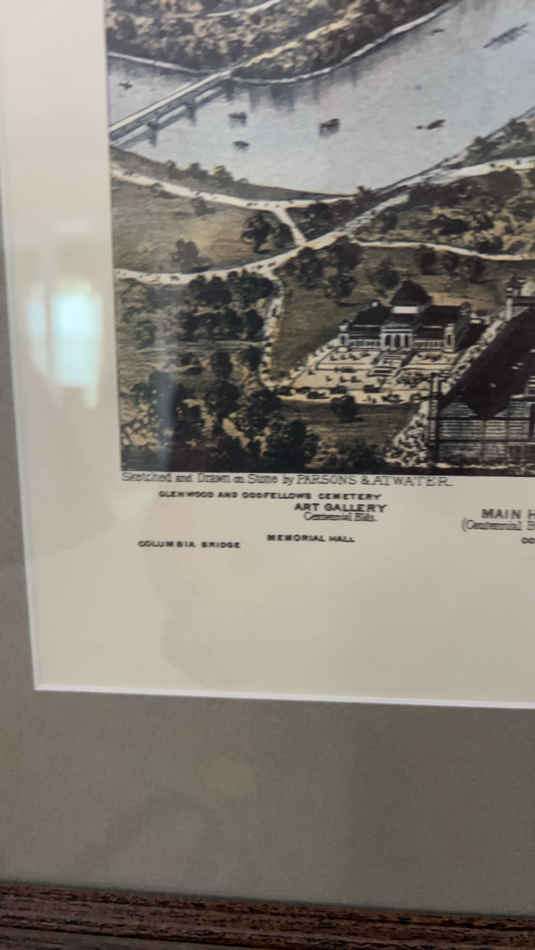 Sketched and Drawn on Stone by PARSONS & ATWATER.
GLENWOOD AND ODDFELLOWS CEMETERY
ART GALLERY
Centennial Bldg.
MAIN
(Centennial
COLUMBIA BRIDGE
MEMORIAL HALL